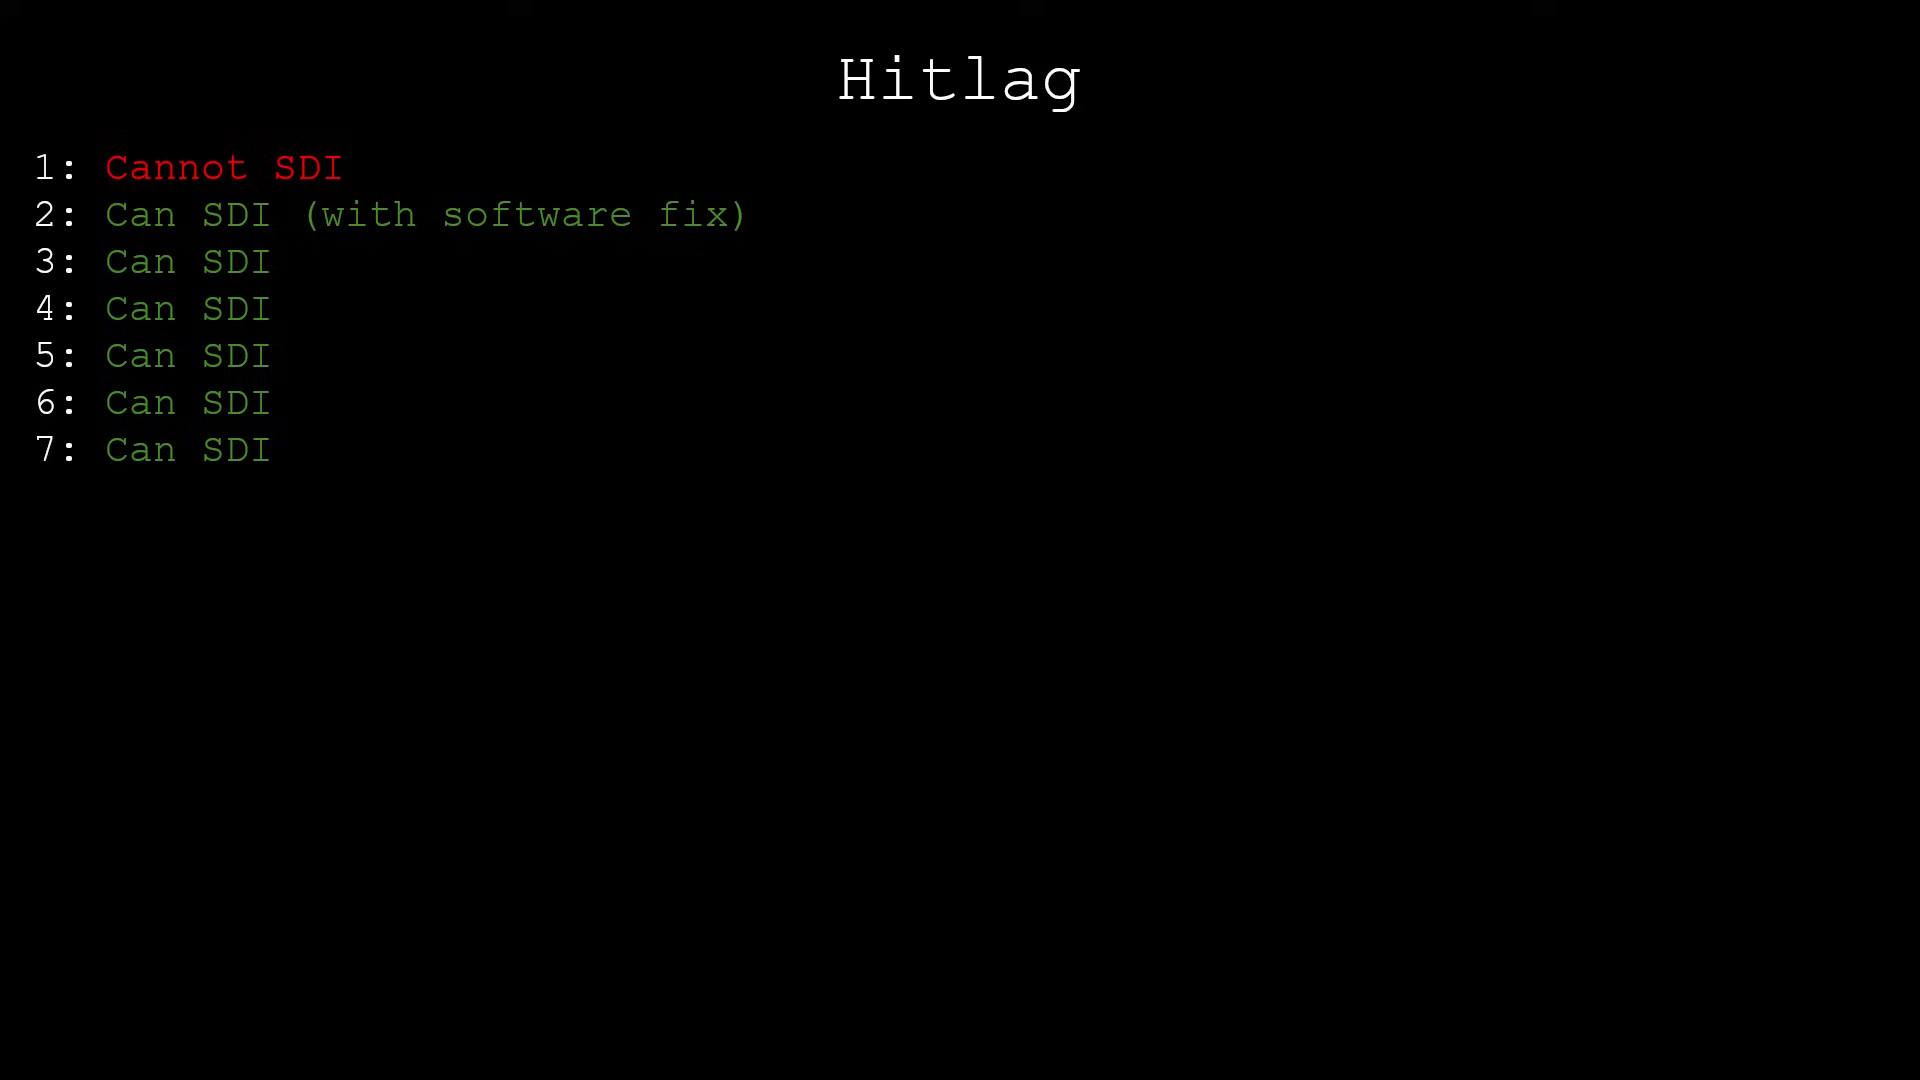 Hitlag
1: Cannot SDI
2: Can SDI (with software fix)
3: Can SDI
4: Can SDI
5: Can SDI
6: Can SDI
7: Can SDI